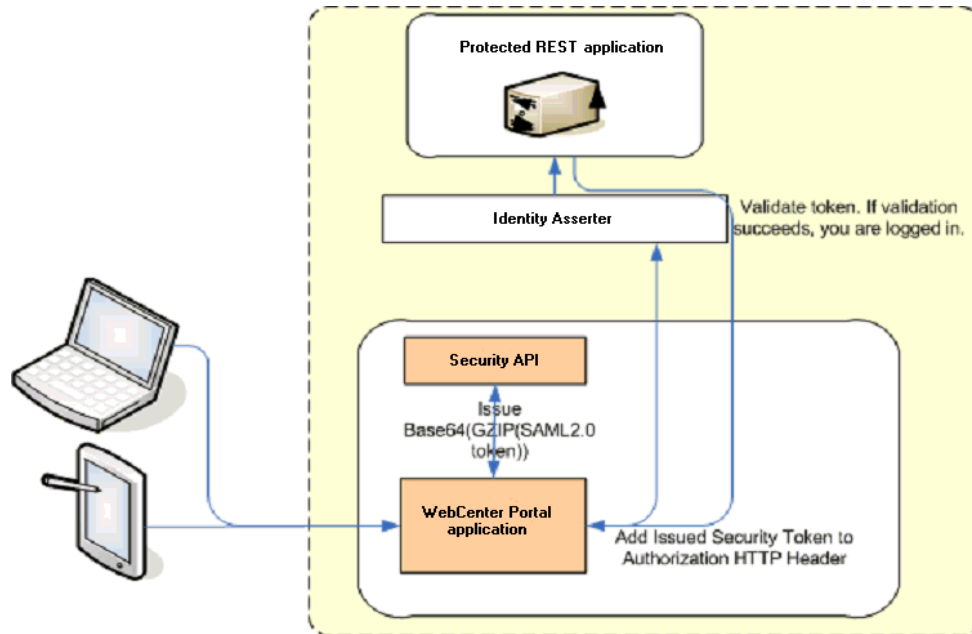 Protected REST application
Identity Asserter
Validate token. If validation
succeeds, you are logged in.
Security API
Issue
Base64(GZIP(SAML2.0
token))
WebCenter Portal
application
Add Issued Security Token to
Authorization HTTP Header